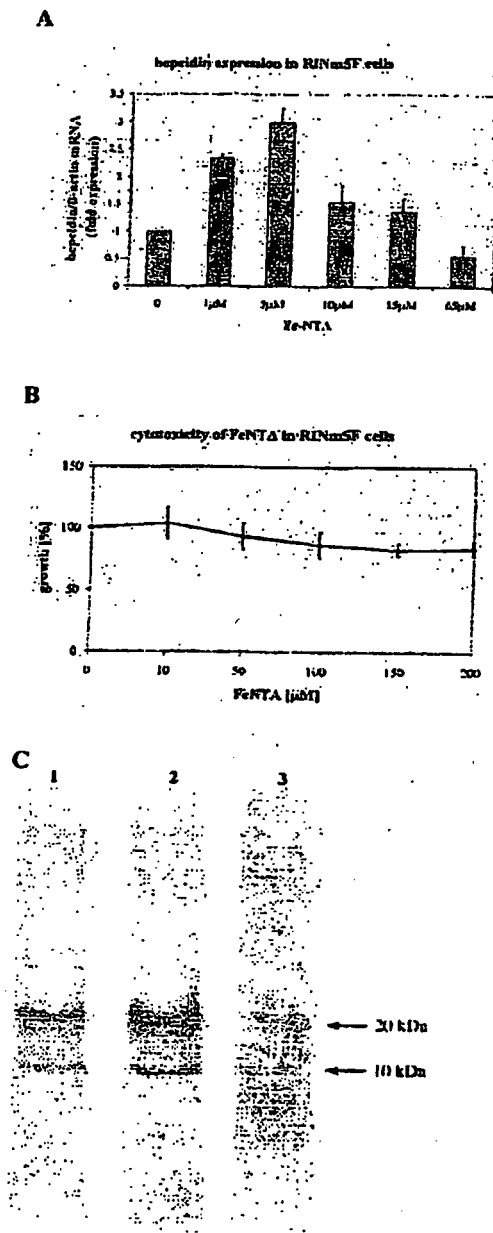 A
hepcidin expression in RINm5F cells
hepcidin/β-actin mRNA
(fold expression)
3.5
3
2.5
2
1.5
1
0.5
0
0 1μM 5μM 10μM 15μM 65μM
Fe-NTA
B
cytotoxicity of FeNTA in RINm5F cells
growth [%]
150
100
50
0
0 10 50 100 150 200
FeNTA [μM]
C
1 2 3
20 kDa
10 kDa